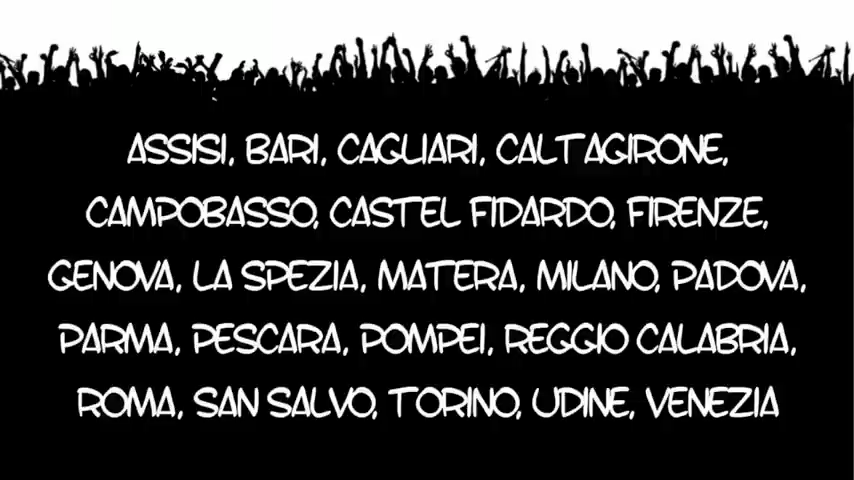 ASSISI, BARI, CAGLIARI, CALTAGIRONE,
CAMPOBASSO, CASTEL FIDARDO, FIRENZE,
GENOVA, LA SPEZIA, MATERA, MILANO, PADOVA,
PARMA, PESCARA, POMPEI, REGGIO CALABRIA,
ROMA, SAN SALVO, TORINO, UDINE, VENEZIA